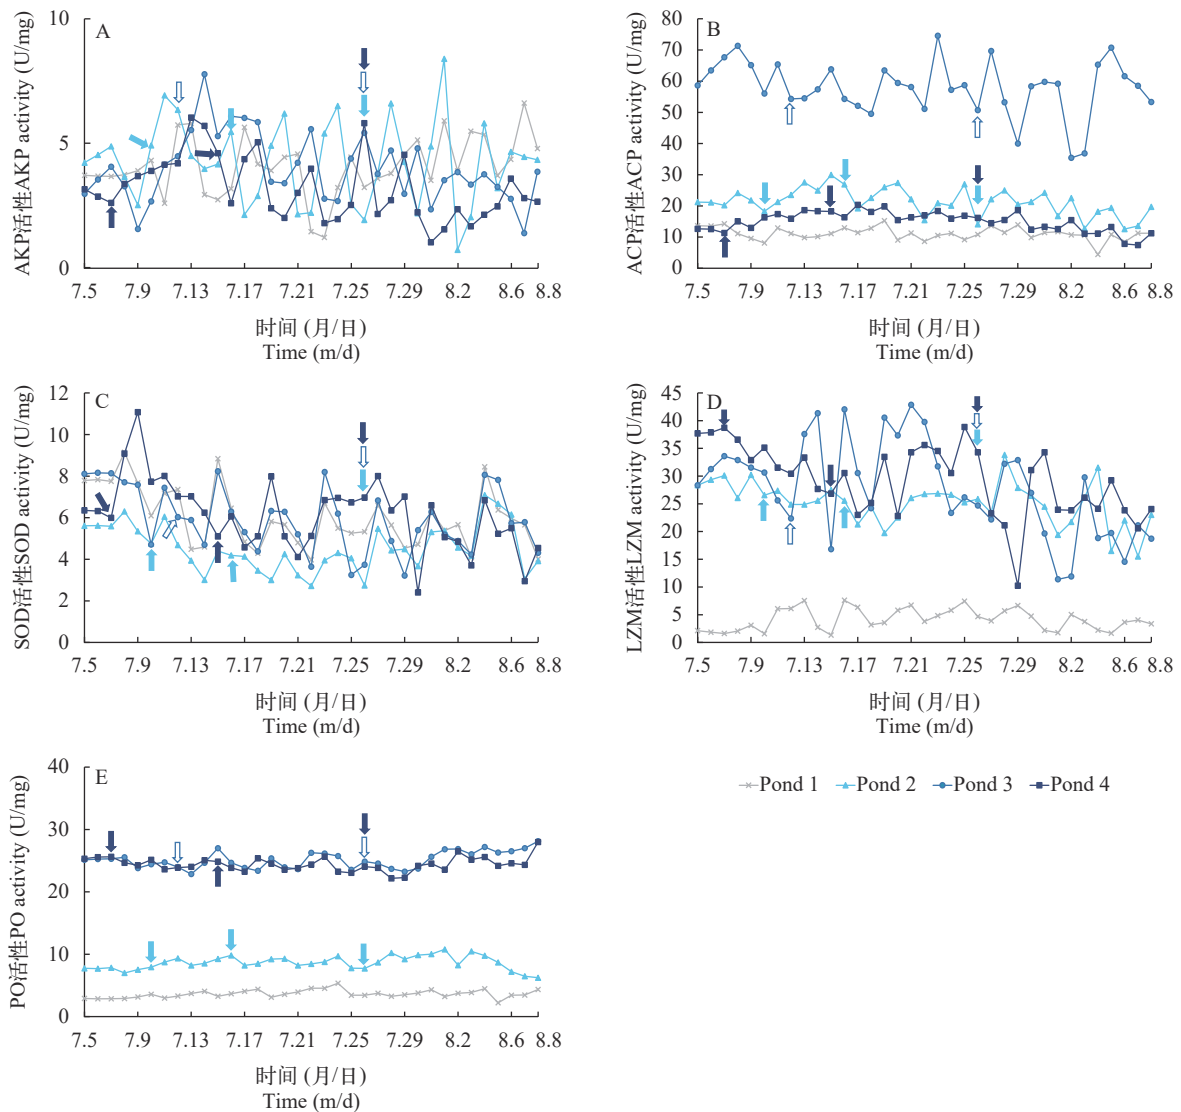 A
AKP活性AKP activity (U/mg)
10
5
0
7.5 7.9 7.13 7.17 7.21 7.25 7.29 8.2 8.6 8.8
时间 (月/日)
Time (m/d)
B
ACP活性ACP activity (U/mg)
80
70
60
50
40
30
20
10
0
7.5 7.9 7.13 7.17 7.21 7.25 7.29 8.2 8.6 8.8
时间 (月/日)
Time (m/d)
C
SOD活性SOD activity (U/mg)
12
10
8
6
4
2
0
7.5 7.9 7.13 7.17 7.21 7.25 7.29 8.2 8.6 8.8
时间 (月/日)
Time (m/d)
D
LZM活性LZM activity (U/mg)
45
40
35
30
25
20
15
10
5
0
7.5 7.9 7.13 7.17 7.21 7.25 7.29 8.2 8.6 8.8
时间 (月/日)
Time (m/d)
E
PO活性PO activity (U/mg)
40
30
20
10
0
7.5 7.9 7.13 7.17 7.21 7.25 7.29 8.2 8.6 8.8
时间 (月/日)
Time (m/d)
Pond 1 Pond 2 Pond 3 Pond 4